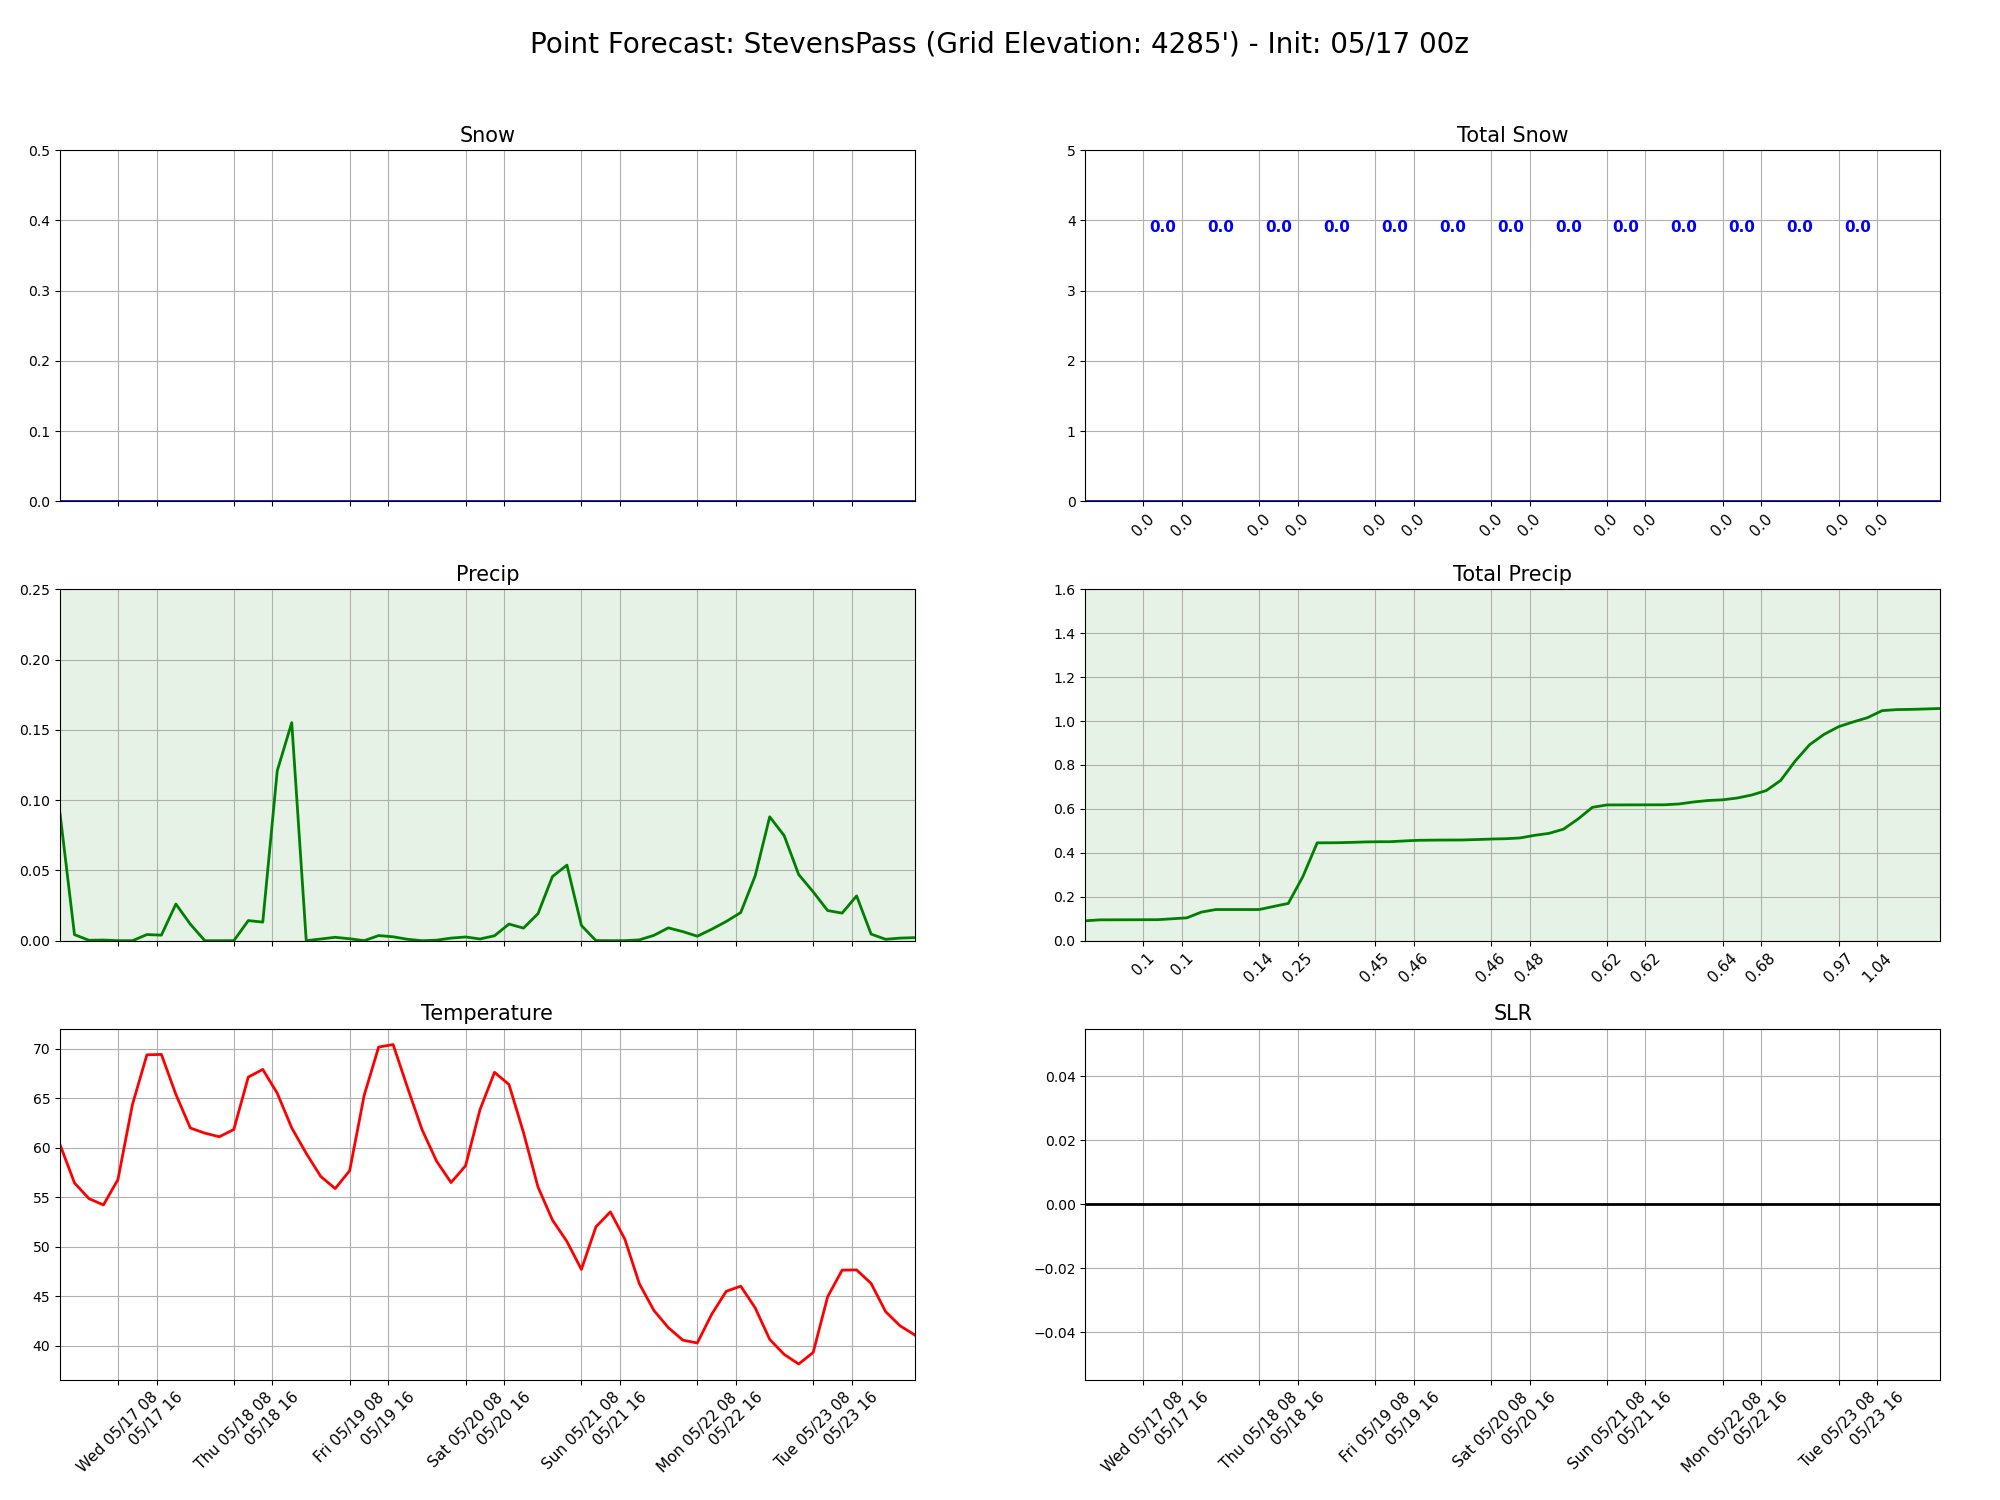 Point Forecast: StevensPass (Grid Elevation: 4285') - Init: 05/17 00z
Snow
0.5
0.4
0.3
0.2
0.1
0.0
Total Snow
5
4
3
2
1
0
0.0 0.0 0.0 0.0 0.0 0.0 0.0 0.0 0.0 0.0 0.0 0.0 0.0
0.0 0.0 0.0 0.0 0.0 0.0 0.0 0.0 0.0 0.0 0.0 0.0 0.0 0.0
Precip
0.25
0.20
0.15
0.10
0.05
0.00
Total Precip
1.6
1.4
1.2
1.0
0.8
0.6
0.4
0.2
0.0
0.1 0.1 0.14 0.25 0.45 0.46 0.46 0.48 0.62 0.62 0.64 0.68 0.97 1.04
Temperature
70
65
60
55
50
45
40
Wed 05/17 08
05/17 16
Thu 05/18 08
05/18 16
Fri 05/19 08
05/19 16
Sat 05/20 08
05/20 16
Sun 05/21 08
05/21 16
Mon 05/22 08
05/22 16
Tue 05/23 08
05/23 16
SLR
0.04
0.02
0.00
−0.02
−0.04
Wed 05/17 08
05/17 16
Thu 05/18 08
05/18 16
Fri 05/19 08
05/19 16
Sat 05/20 08
05/20 16
Sun 05/21 08
05/21 16
Mon 05/22 08
05/22 16
Tue 05/23 08
05/23 16